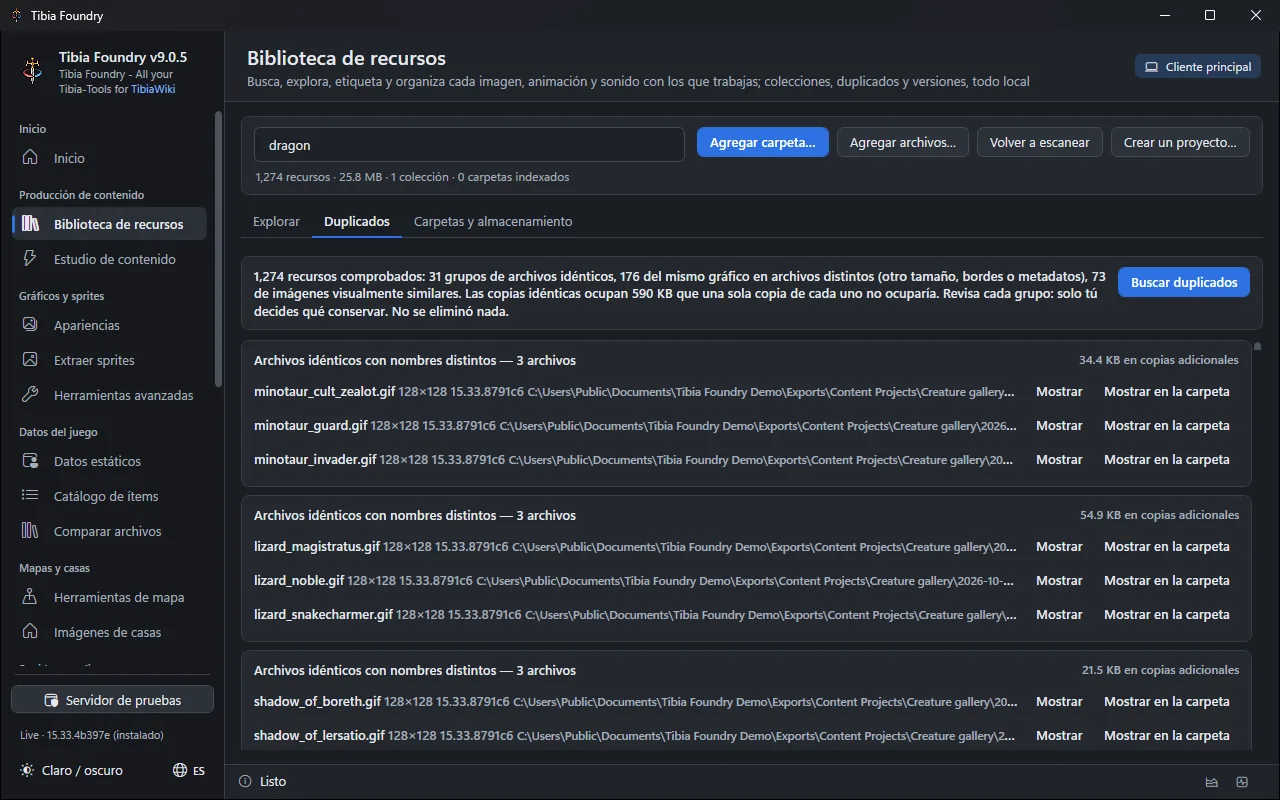 Tibia Foundry
Tibia Foundry v9.0.5
Tibia Foundry - All your
Tibia-Tools for TibiaWiki
Inicio
Inicio
Producción de contenido
Biblioteca de recursos
Estudio de contenido
Gráficos y sprites
Apariencias
Extraer sprites
Herramientas avanzadas
Datos del juego
Datos estáticos
Catálogo de ítems
Comparar archivos
Mapas y casas
Herramientas de mapa
Imágenes de casas
Servidor de pruebas
Live · 15.33.4b397e (instalado)
Claro / oscuro
ES
Biblioteca de recursos
Busca, explora, etiqueta y organiza cada imagen, animación y sonido con los que trabajas; colecciones, duplicados y versiones, todo local
Cliente principal
dragon
Agregar carpeta...
Agregar archivos...
Volver a escanear
Crear un proyecto...
1,274 recursos · 25.8 MB · 1 colección · 0 carpetas indexados
Explorar
Duplicados
Carpetas y almacenamiento
1,274 recursos comprobados: 31 grupos de archivos idénticos, 176 del mismo gráfico en archivos distintos (otro tamaño, bordes o metadatos), 73
de imágenes visualmente similares. Las copias idénticas ocupan 590 KB que una sola copia de cada uno no ocuparía. Revisa cada grupo: solo tú
decides qué conservar. No se eliminó nada.
Buscar duplicados
Archivos idénticos con nombres distintos — 3 archivos
34.4 KB en copias adicionales
minotaur_cult_zealot.gif 128×128 15.33.8791c6 C:\Users\Public\Documents\Tibia Foundry Demo\Exports\Content Projects\Creature gallery... Mostrar Mostrar en la carpeta
minotaur_guard.gif 128×128 15.33.8791c6 C:\Users\Public\Documents\Tibia Foundry Demo\Exports\Content Projects\Creature gallery\2026... Mostrar Mostrar en la carpeta
minotaur_invader.gif 128×128 15.33.8791c6 C:\Users\Public\Documents\Tibia Foundry Demo\Exports\Content Projects\Creature gallery\20... Mostrar Mostrar en la carpeta
Archivos idénticos con nombres distintos — 3 archivos
54.9 KB en copias adicionales
lizard_magistratus.gif 128×128 15.33.8791c6 C:\Users\Public\Documents\Tibia Foundry Demo\Exports\Content Projects\Creature gallery\20... Mostrar Mostrar en la carpeta
lizard_noble.gif 128×128 15.33.8791c6 C:\Users\Public\Documents\Tibia Foundry Demo\Exports\Content Projects\Creature gallery\2026-10-... Mostrar Mostrar en la carpeta
lizard_snakecharmer.gif 128×128 15.33.8791c6 C:\Users\Public\Documents\Tibia Foundry Demo\Exports\Content Projects\Creature gallery\... Mostrar Mostrar en la carpeta
Archivos idénticos con nombres distintos — 3 archivos
21.5 KB en copias adicionales
shadow_of_boreth.gif 128×128 15.33.8791c6 C:\Users\Public\Documents\Tibia Foundry Demo\Exports\Content Projects\Creature gallery\20... Mostrar Mostrar en la carpeta
shadow_of_lersatio.gif 128×128 15.33.8791c6 C:\Users\Public\Documents\Tibia Foundry Demo\Exports\Content Projects\Creature gallery\2... Mostrar Mostrar en la carpeta
Listo